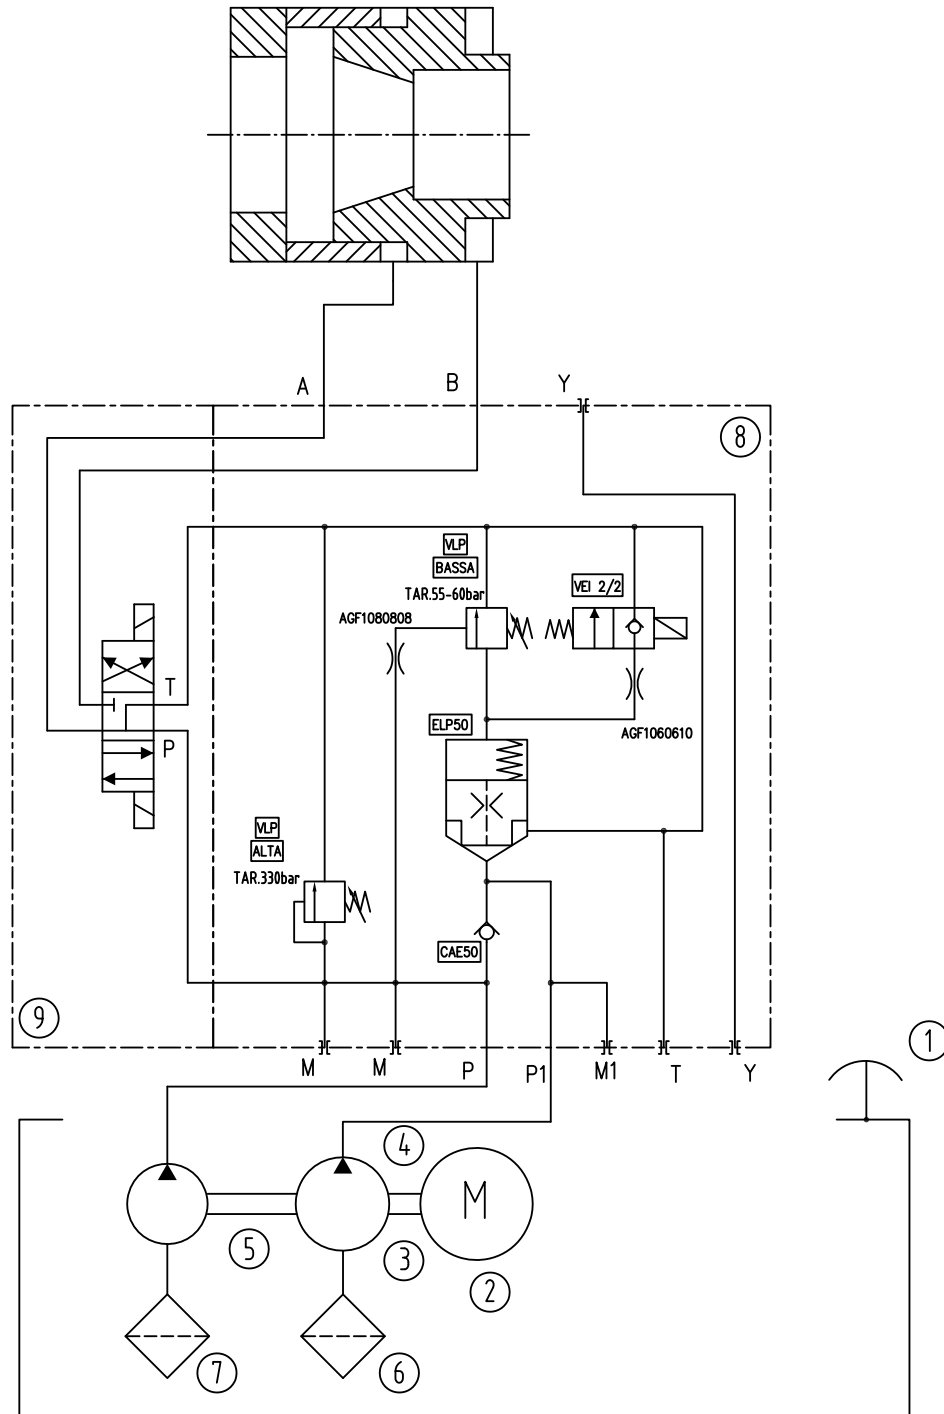 A
B
Y
8
VLP
BASSA
TAR.55-60bar
VEI 2/2
AGF1080808
T
ELP50
AGF1060610
P
VLP
ALTA
TAR.330bar
CAE50
9
1
M
M
P
P1
M1
T
Y
4
M
5
3
2
7
6